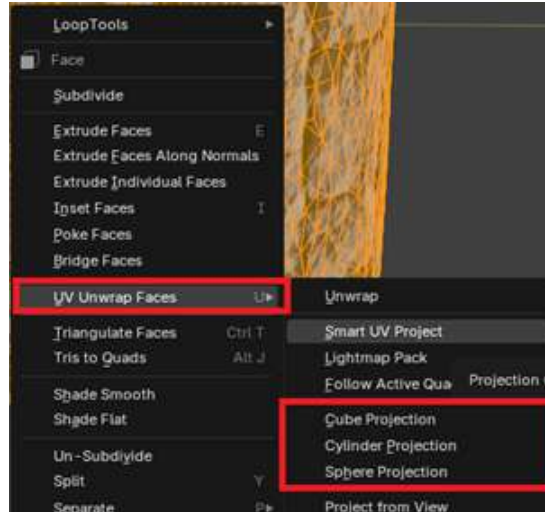 LoopTools
Face
Subdivide
Extrude Faces E
Extrude Faces Along Normals
Extrude Individual Faces
Inset Faces I
Poke Faces
Bridge Faces
UV Unwrap Faces U
Triangulate Faces Ctrl T
Tris to Quads Alt J
Shade Smooth
Shade Flat
Un-Subdivide
Split Y
Separate P
Unwrap
Smart UV Project
Lightmap Pack
Follow Active Qua
Projection
Cube Projection
Cylinder Projection
Sphere Projection
Project from View